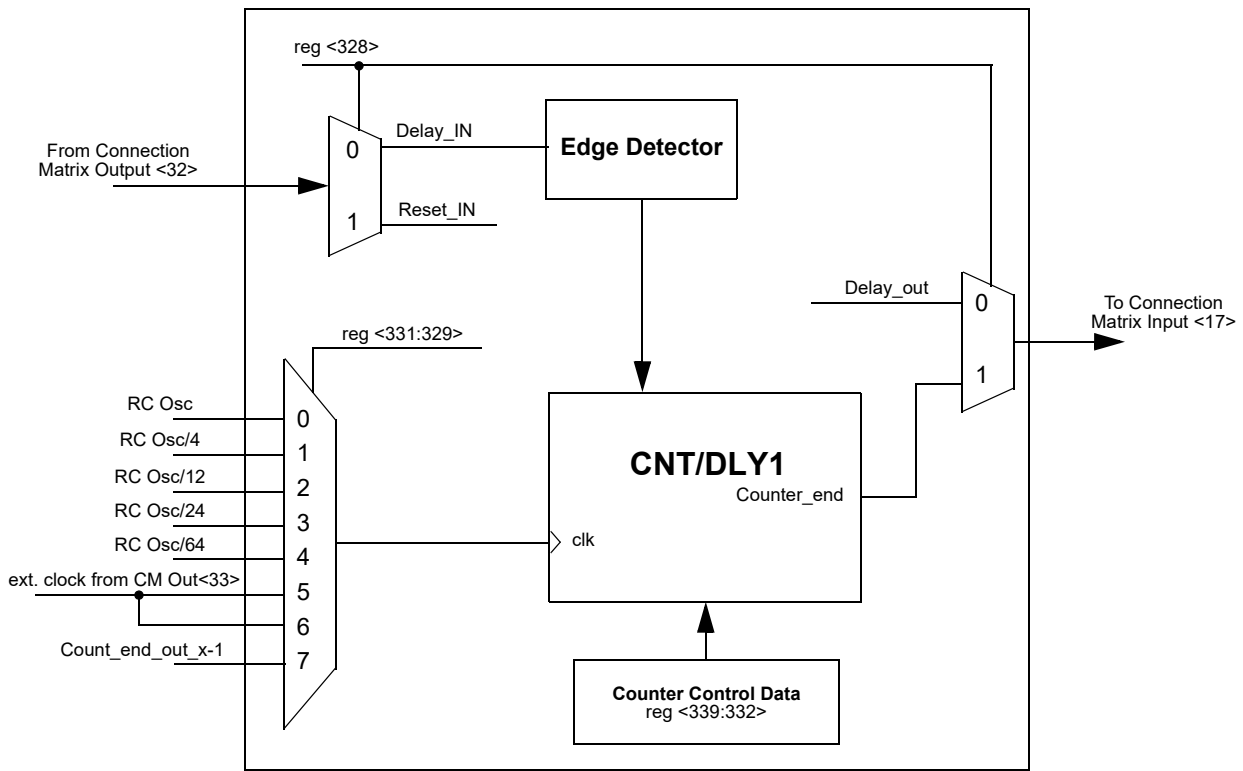 reg <328>
Delay_IN
0
Edge Detector
From Connection
Matrix Output <32>
1
Reset_IN
Delay_out
0
To Connection
Matrix Input <17>
1
reg <331:329>
RC Osc
0
RC Osc/4
1
RC Osc/12
2
RC Osc/24
3
RC Osc/64
4
ext. clock from CM Out<33>
5
6
Count_end_out_x-1
7
CNT/DLY1
Counter_end
clk
Counter Control Data
reg <339:332>